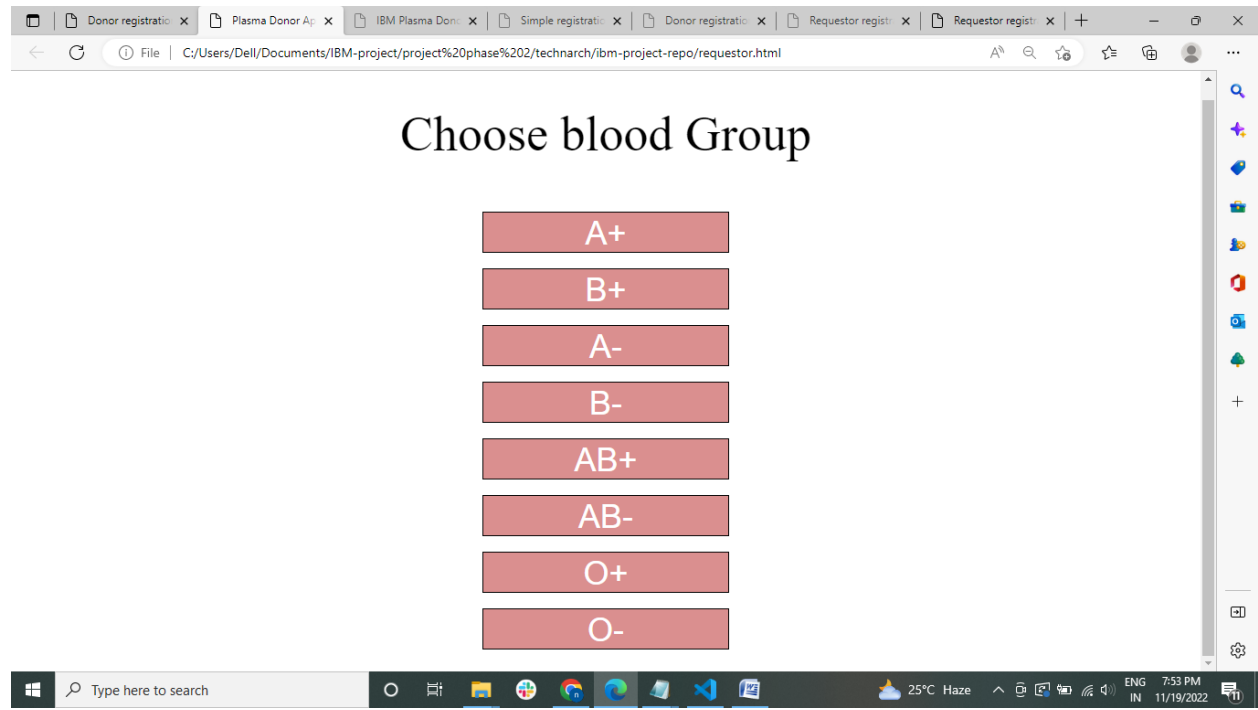 Donor registratio
Plasma Donor Ap
IBM Plasma Dono
Simple registratio
Donor registratio
Requestor registr
Requestor registr
File | C:/Users/Dell/Documents/IBM-project/project%20phase%202/technarch/ibm-project-repo/requestor.html
Choose blood Group
A+
B+
A-
B-
AB+
AB-
O+
O-
Type here to search
25°C Haze
ENG
IN
7:53 PM
11/19/2022
11